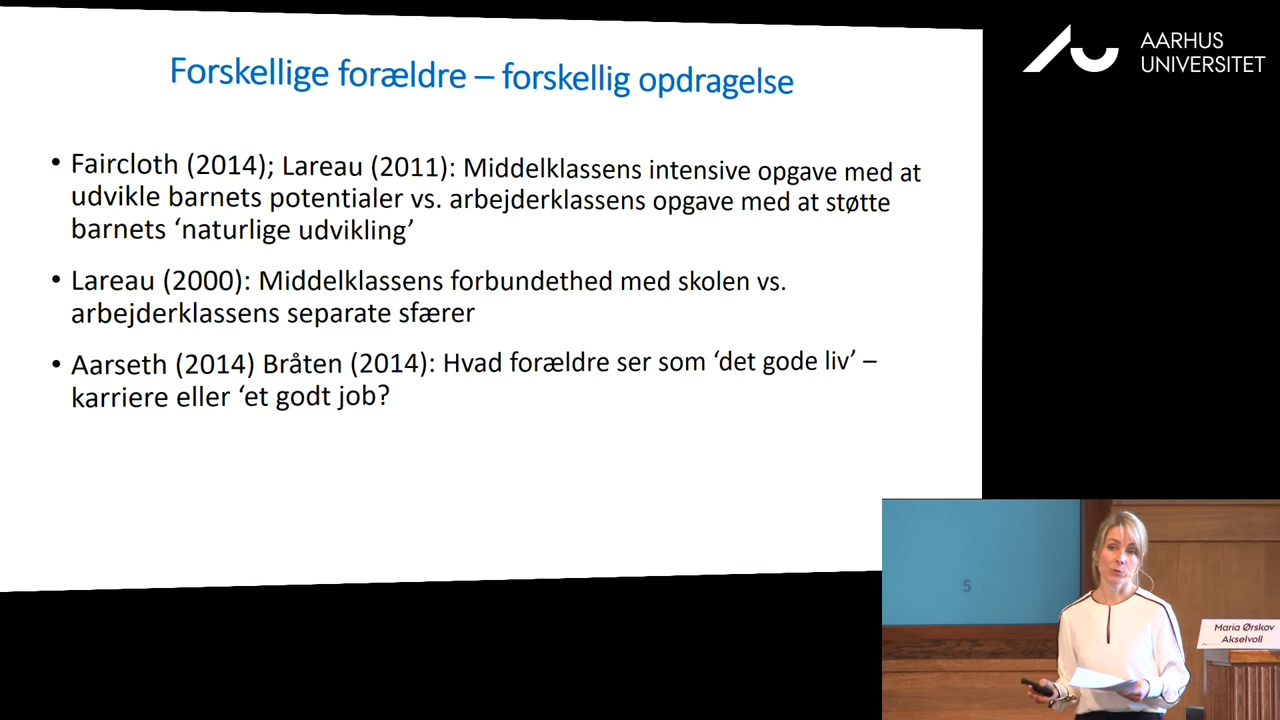 Forskellige forældre – forskellig opdragelse
• Faircloth (2014); Lareau (2011): Middelklassens intensive opgave med at
udvikle barnets potentialer vs. arbejderklassens opgave med at støtte
barnets ‘naturlige udvikling’
• Lareau (2000): Middelklassens forbundethed med skolen vs.
arbejderklassens separate sfærer
• Aarseth (2014) Bråten (2014): Hvad forældre ser som ‘det gode liv’ –
karriere eller ‘et godt job?
AARHUS
UNIVERSITET
5
Maria Ørskov
Akselvoll